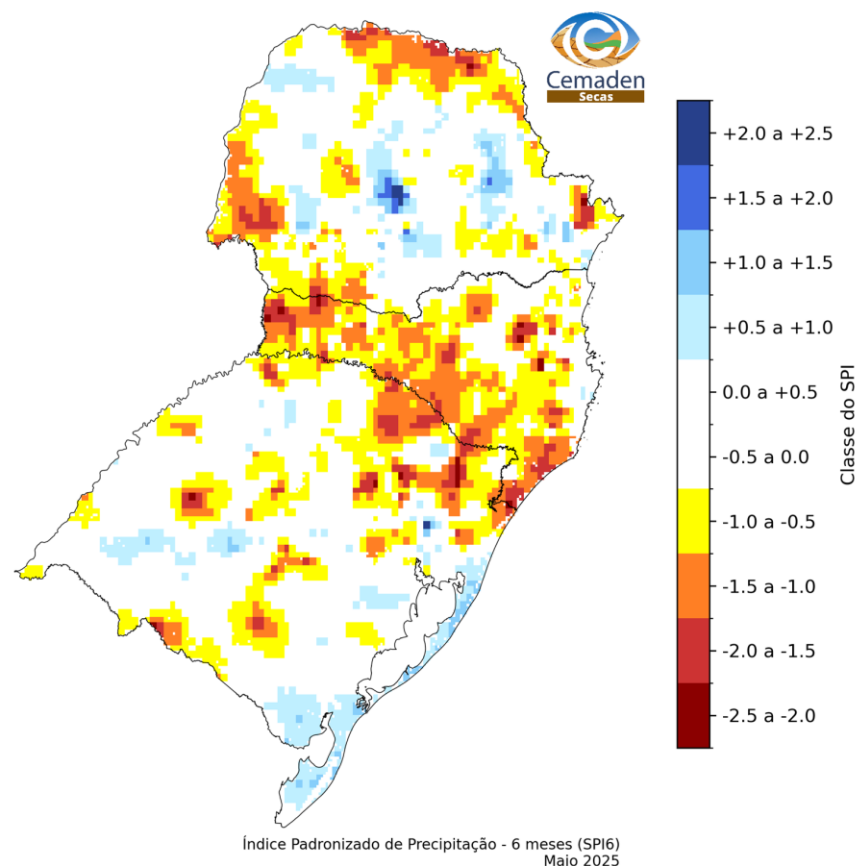 Cemaden
Secas
+2.0 a +2.5
+1.5 a +2.0
+1.0 a +1.5
+0.5 a +1.0
0.0 a +0.5
-0.5 a 0.0
-1.0 a -0.5
-1.5 a -1.0
-2.0 a -1.5
-2.5 a -2.0
Classe do SPI
Índice Padronizado de Precipitação - 6 meses (SPI6)
Maio 2025